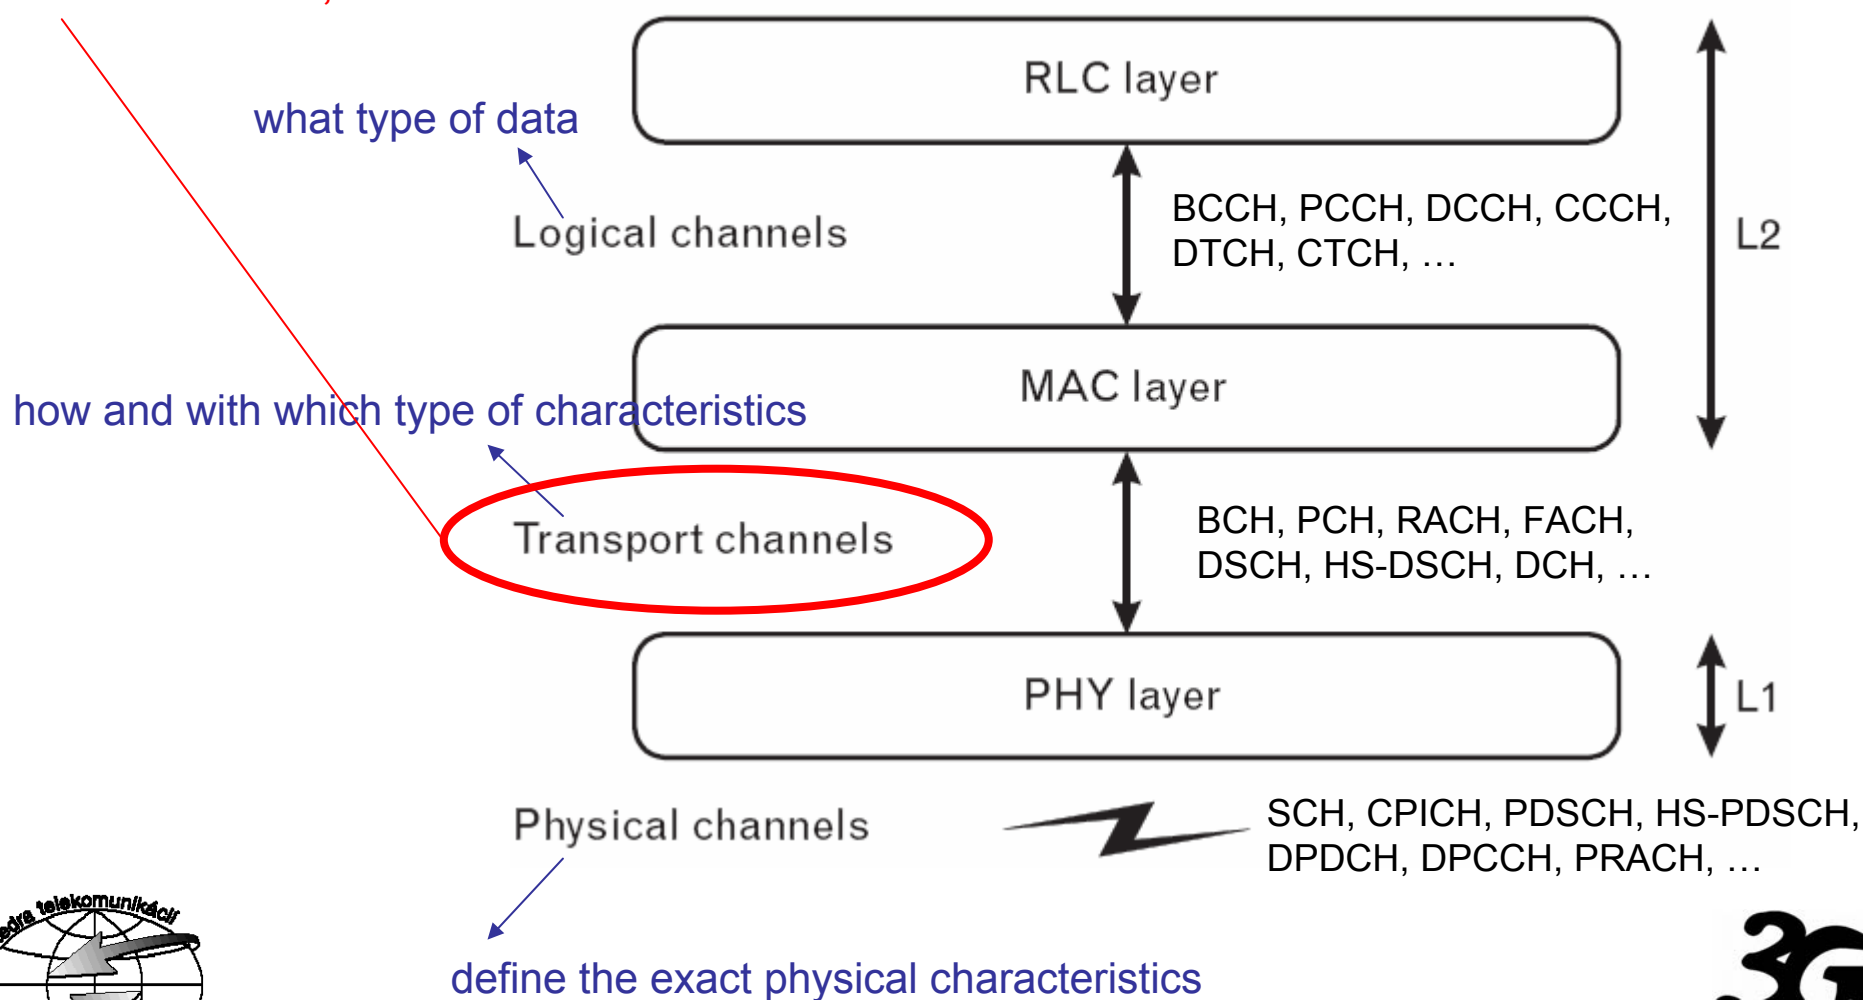 RLC layer
what type of data
Logical channels
BCCH, PCCH, DCCH, CCCH,
DTCH, CTCH, …
L2
MAC layer
how and with which type of characteristics
Transport channels
BCH, PCH, RACH, FACH,
DSCH, HS-DSCH, DCH, …
PHY layer
L1
Physical channels
SCH, CPICH, PDSCH, HS-PDSCH,
DPDCH, DPCCH, PRACH, …
telekomunikácií
3G
define the exact physical characteristics